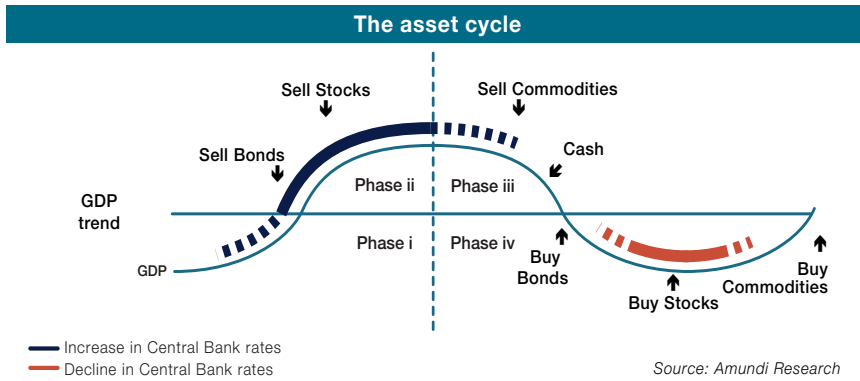 The asset cycle
Sell Stocks
Sell Commodities
Sell Bonds
Cash
Phase ii
Phase iii
GDP
trend
Phase i
Phase iv
GDP
Buy
Bonds
Buy Stocks
Buy
Commodities
Increase in Central Bank rates
Decline in Central Bank rates
Source: Amundi Research